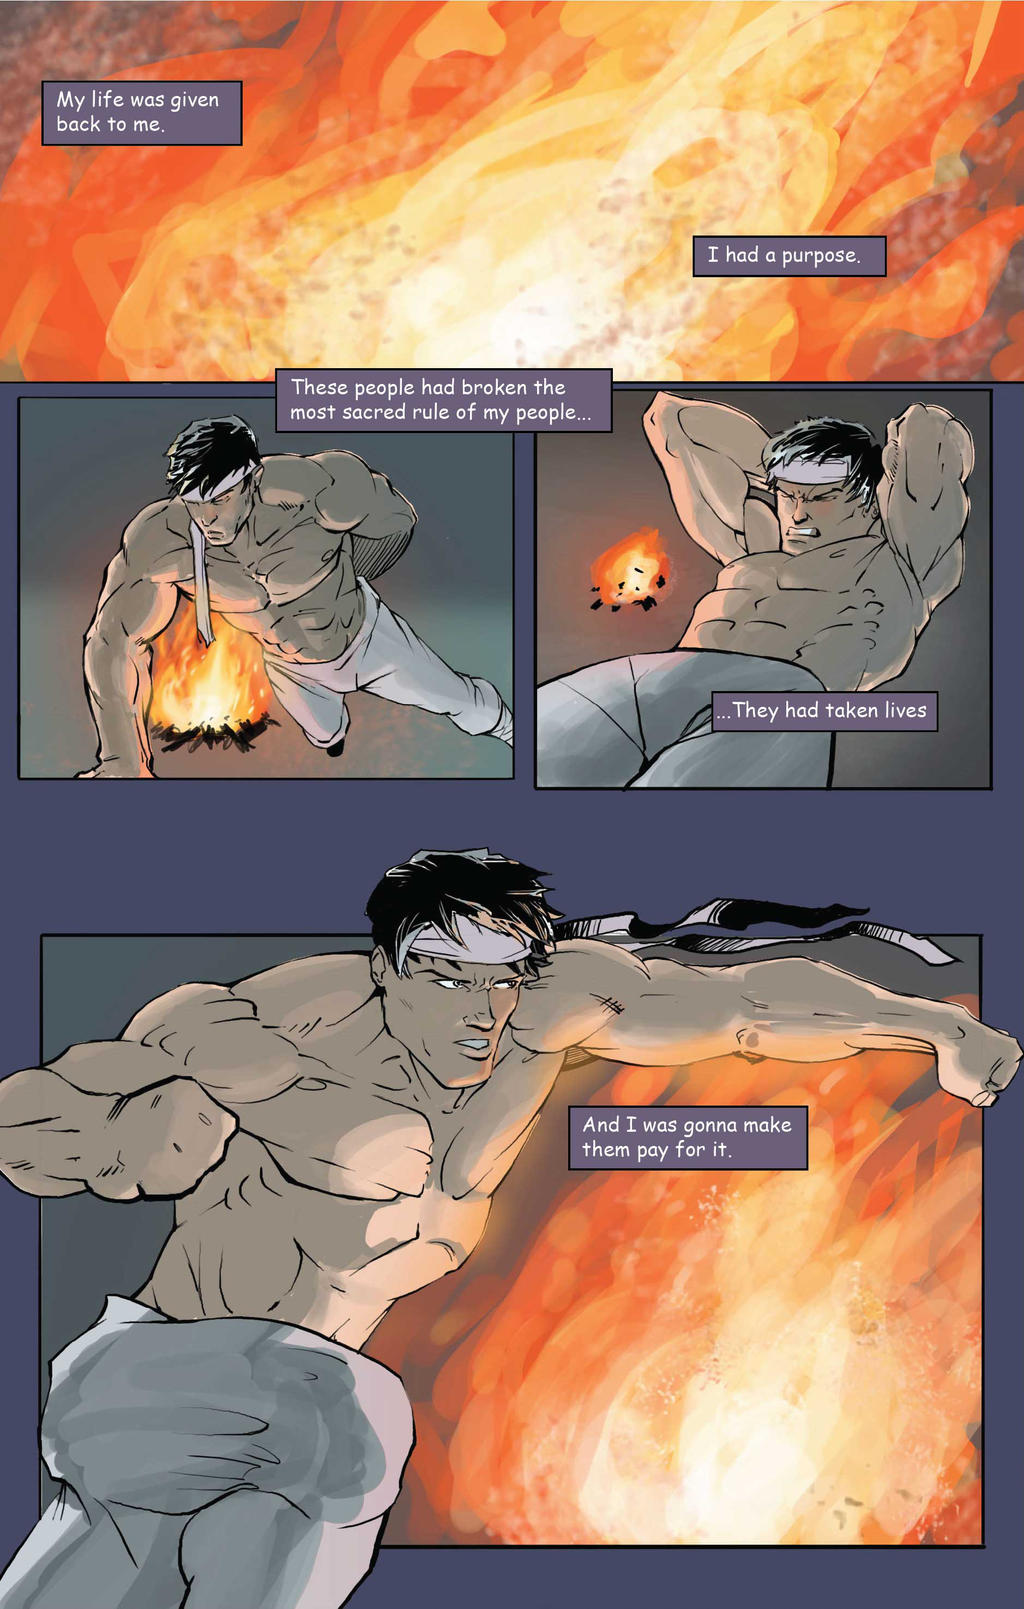 My life was given
back to me.
I had a purpose.
These people had broken the
most sacred rule of my people...
...They had taken lives
And I was gonna make
them pay for it.